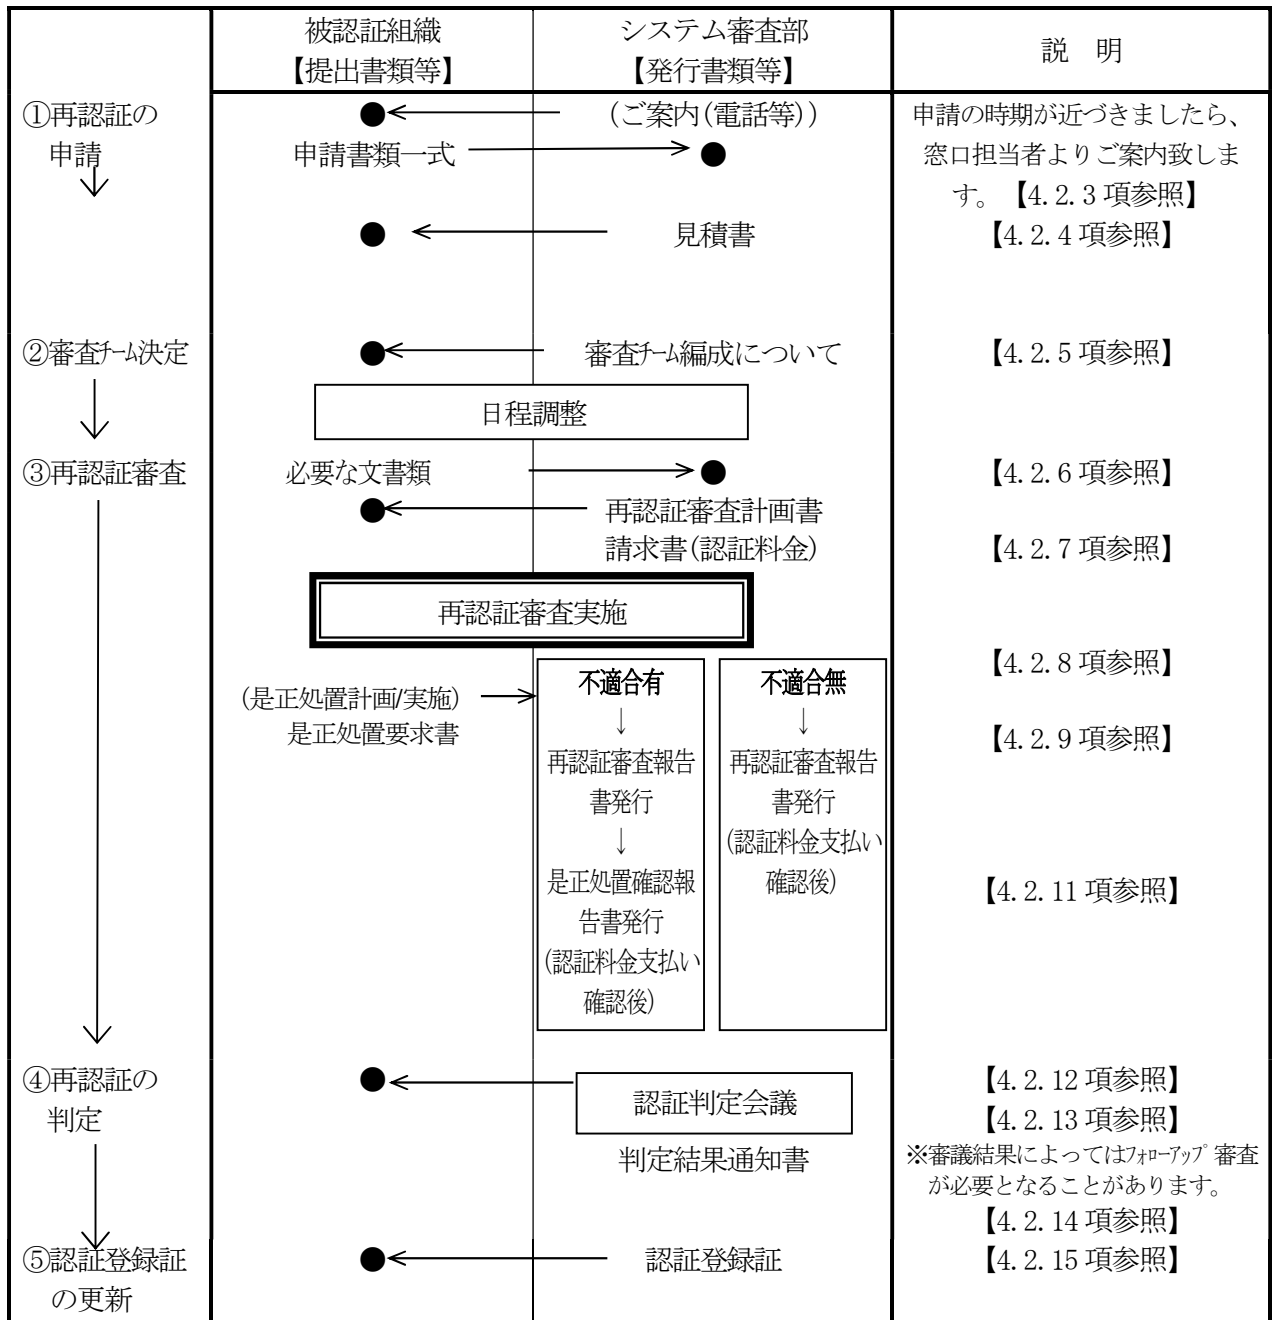 被認証組織
【提出書類等】
システム審査部
【発行書類等】
説 明
①再認証の
申請
●
(ご案内(電話等))
申請書類一式
●
申請の時期が近づきましたら、
窓口担当者よりご案内致しま
す。【4.2.3 項参照】
●
見積書
【4.2.4 項参照】
②審査ﾁｰﾑ決定
●
審査ﾁｰﾑ編成について
【4.2.5 項参照】
日程調整
③再認証審査
必要な文書類
●
【4.2.6 項参照】
●
再認証審査計画書
請求書(認証料金)
【4.2.7 項参照】
再認証審査実施
【4.2.8 項参照】
(是正処置計画/実施)
是正処置要求書
不適合有
↓
再認証審査報告
書発行
↓
是正処置確認報
告書発行
(認証料金支払い
確認後)
不適合無
↓
再認証審査報告
書発行
(認証料金支払い
確認後)
【4.2.9 項参照】
【4.2.11 項参照】
④再認証の
判定
●
認証判定会議
判定結果通知書
【4.2.12 項参照】
【4.2.13 項参照】
※審議結果によってはﾌｫﾛｰｱｯﾌﾟ審査
が必要となることがあります。
【4.2.14 項参照】
⑤認証登録証
の更新
●
認証登録証
【4.2.15 項参照】